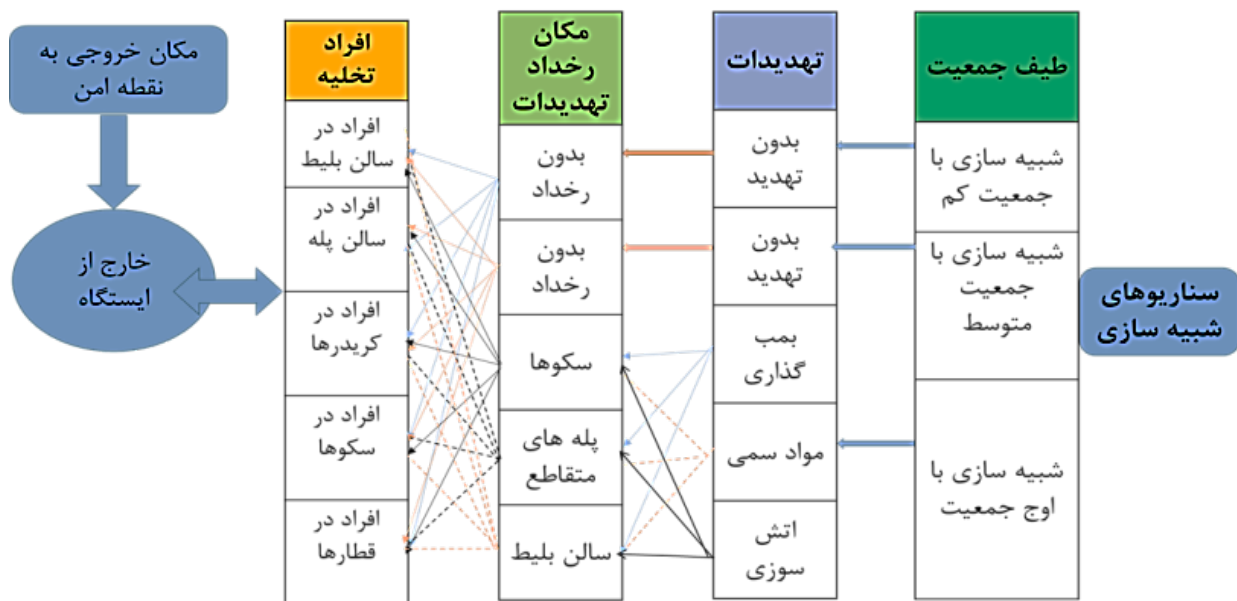 سناریوهای
شبیه سازی
طیف جمعیت
شبیه سازی با
جمعیت کم
شبیه سازی با
جمعیت
متوسط
شبیه سازی با
اوج جمعیت
تهدیدات
بدون
تهدید
بدون
تهدید
بمب
گذاری
مواد سمی
اتش
سوزی
مکان
رخداد
تهدیدات
بدون
رخداد
بدون
رخداد
سکوها
پله های
متقاطع
سالن بلیط
افراد
تخلیه
افراد در
سالن بلیط
افراد در
سالن پله
افراد در
کریدرها
افراد در
سکوها
افراد در
قطارها
مکان خروجی به
نقطه امن
خارج از
ایستگاه